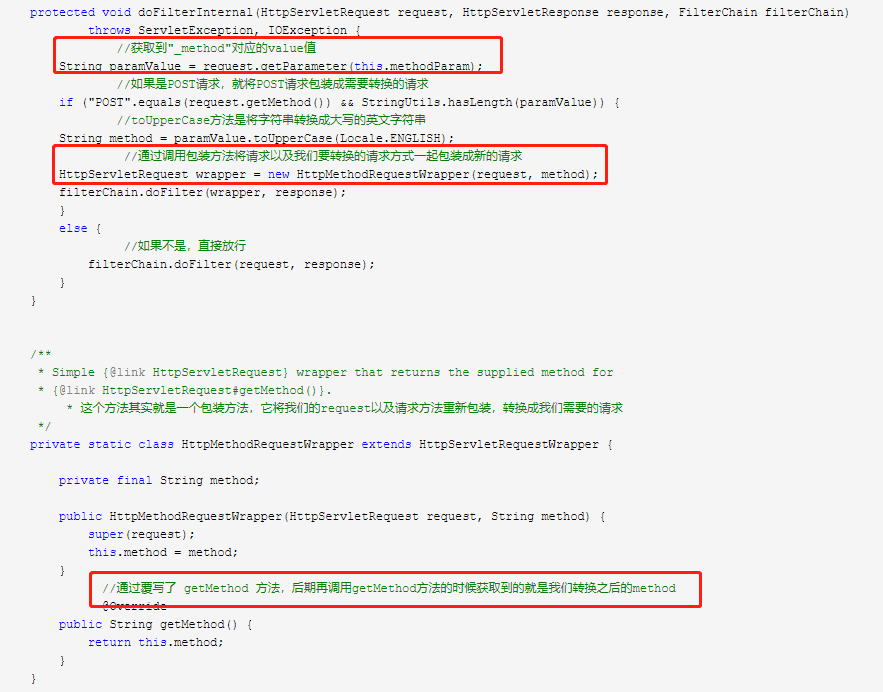 protected void doFilterInternal(HttpServletRequest request, HttpServletResponse response, FilterChain filterChain)
throws ServletException, IOException {
//获取到"_method"对应的value值
String paramValue = request.getParameter(this.methodParam);
//如果是POST请求，就将POST请求包装成需要转换的请求
if ("POST".equals(request.getMethod()) && StringUtils.hasLength(paramValue)) {
//toUpperCase方法是将字符串转换成大写的英文字符串
String method = paramValue.toUpperCase(Locale.ENGLISH);
//通过调用包装方法将请求以及我们要转换的请求方式一起包装成新的请求
HttpServletRequest wrapper = new HttpMethodRequestWrapper(request, method);
filterChain.doFilter(wrapper, response);
}
else {
//如果不是，直接放行
filterChain.doFilter(request, response);
}
}
/**
* Simple {@link HttpServletRequest} wrapper that returns the supplied method for
* {@link HttpServletRequest#getMethod()}.
* 这个方法其实就是一个包装方法，它将我们的request以及请求方法重新包装，转换成我们需要的请求
*/
private static class HttpMethodRequestWrapper extends HttpServletRequestWrapper {
private final String method;
public HttpMethodRequestWrapper(HttpServletRequest request, String method) {
super(request);
this.method = method;
}
//通过覆写了 getMethod 方法，后期再调用getMethod方法的时候获取到的就是我们转换之后的method
@Override
public String getMethod() {
return this.method;
}
}